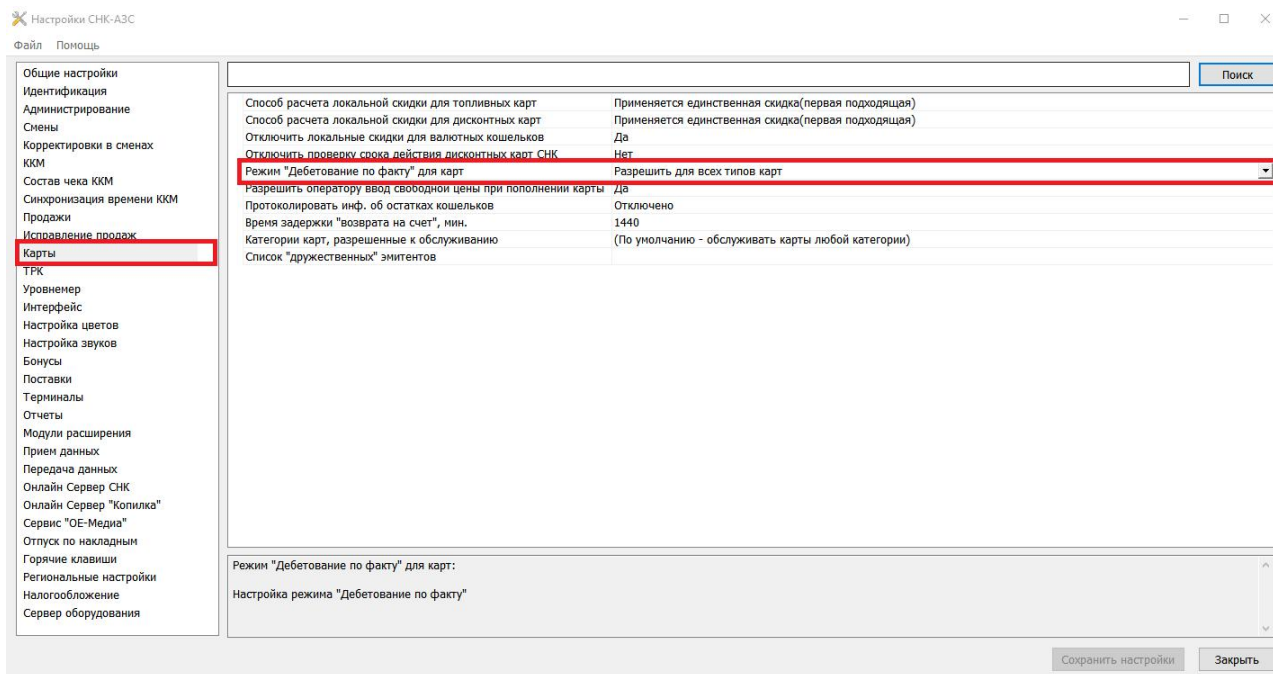 Настройки СНК-АЗС
Файл Помощь
Общие настройки
Идентификация
Администрирование
Смены
Корректировки в сменах
ККМ
Состав чека ККМ
Синхронизация времени ККМ
Продажи
Исправление продаж
Карты
ТРК
Уровнемер
Интерфейс
Настройка цветов
Настройка звуков
Бонусы
Поставки
Терминалы
Отчеты
Модули расширения
Прием данных
Передача данных
Онлайн Сервер СНК
Онлайн Сервер "Копилка"
Сервис "ОЕ-Медиа"
Отпуск по накладным
Горячие клавиши
Региональные настройки
Налогообложение
Сервер оборудования
Поиск
Способ расчета локальной скидки для топливных карт Применяется единственная скидка(первая подходящая)
Способ расчета локальной скидки для дисконтных карт Применяется единственная скидка(первая подходящая)
Отключить локальные скидки для валютных кошельков Да
Отключить проверку срока действия дисконтных карт СНК Нет
Режим "Дебетование по факту" для карт Разрешить для всех типов карт
Разрешить оператору ввод свободной цены при пополнении карты Да
Протоколировать инф. об остатках кошельков Отключено
Время задержки "возврата на счет", мин. 1440
Категории карт, разрешенные к обслуживанию (По умолчанию - обслуживать карты любой категории)
Список "дружественных" эмитентов
Режим "Дебетование по факту" для карт:
Настройка режима "Дебетование по факту"
Сохранить настройки Закрыть